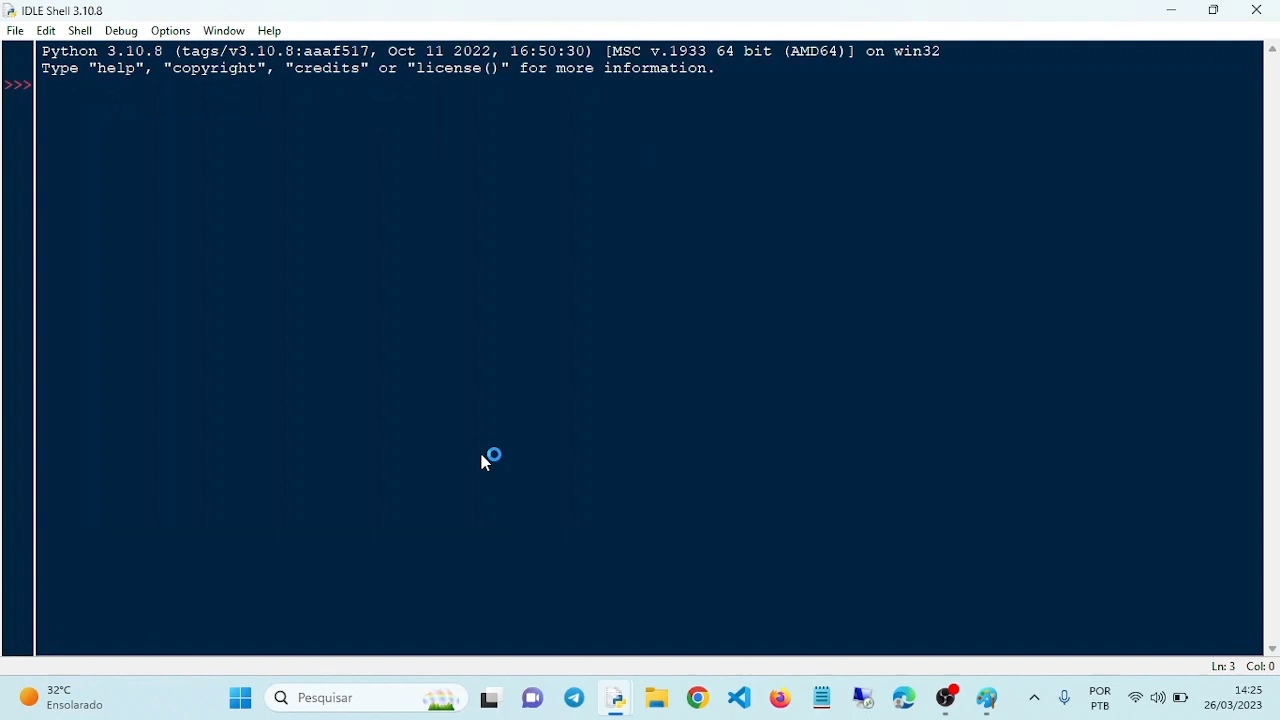 IDLE Shell 3.10.8
File Edit Shell Debug Options Window Help
Python 3.10.8 (tags/v3.10.8:aaaf517, Oct 11 2022, 16:50:30) [MSC v.1933 64 bit (AMD64)] on win32
Type "help", "copyright", "credits" or "license()" for more information.
>>>
Ln: 3 Col: 0
32°C
Ensolarado
Pesquisar
POR
PTB
14:25
26/03/2023